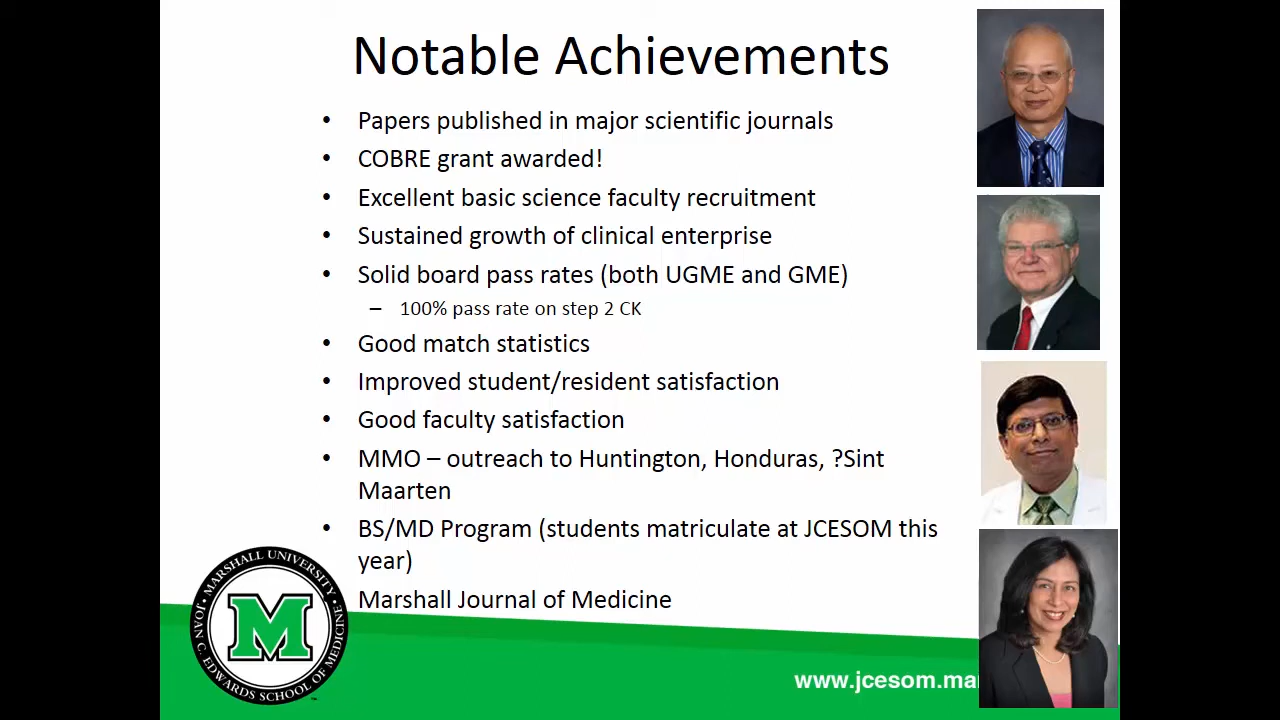 Notable Achievements
• Papers published in major scientific journals
• COBRE grant awarded!
• Excellent basic science faculty recruitment
• Sustained growth of clinical enterprise
• Solid board pass rates (both UGME and GME)
– 100% pass rate on step 2 CK
• Good match statistics
• Improved student/resident satisfaction
• Good faculty satisfaction
• MMO – outreach to Huntington, Honduras, ?Sint
Maarten
• BS/MD Program (students matriculate at JCESOM this
year)
Marshall Journal of Medicine
MARSHALL UNIVERSITY
JOAN C. EDWARDS SCHOOL OF MEDICINE
M
www.jcesom.mar